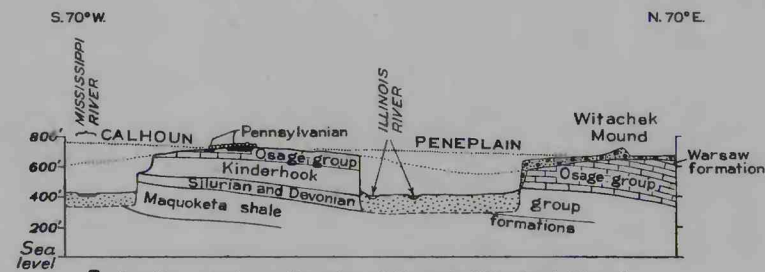 S. 70° W.
N. 70° E.
MISSISSIPPI
RIVER
ILLINOIS
RIVER
Witachek
Mound
Pennsylvanian
800'
CALHOUN
PENEPLAIN
Osage group
Warsaw
formation
600'
Kinderhook
Osage group
Silurian and Devonian
400'
Maquoketa shale
group
200'
formations
Sea
level